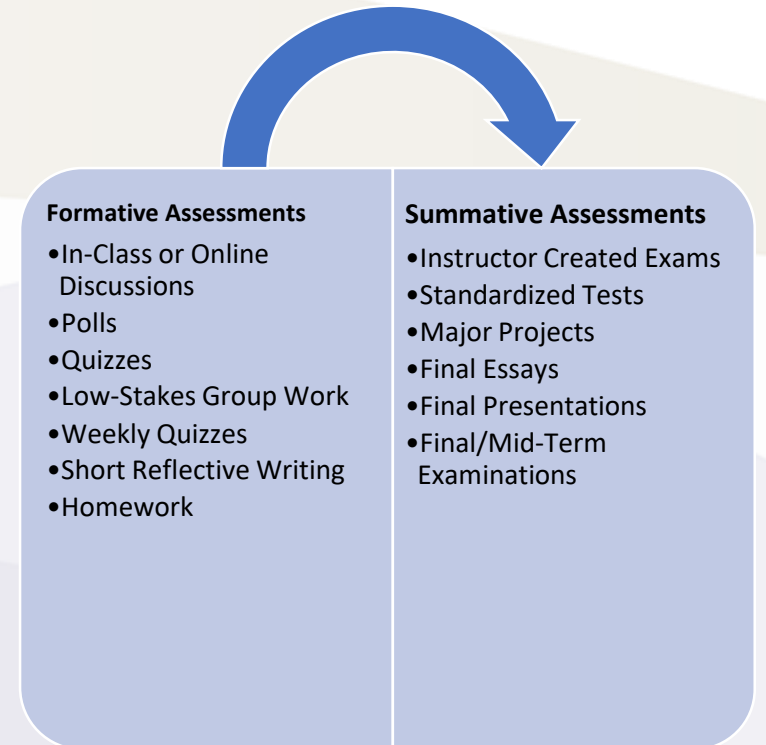 Formative Assessments
•In-Class or Online
Discussions
•Polls
•Quizzes
•Low-Stakes Group Work
•Weekly Quizzes
•Short Reflective Writing
•Homework
Summative Assessments
•Instructor Created Exams
•Standardized Tests
•Major Projects
•Final Essays
•Final Presentations
•Final/Mid-Term
Examinations